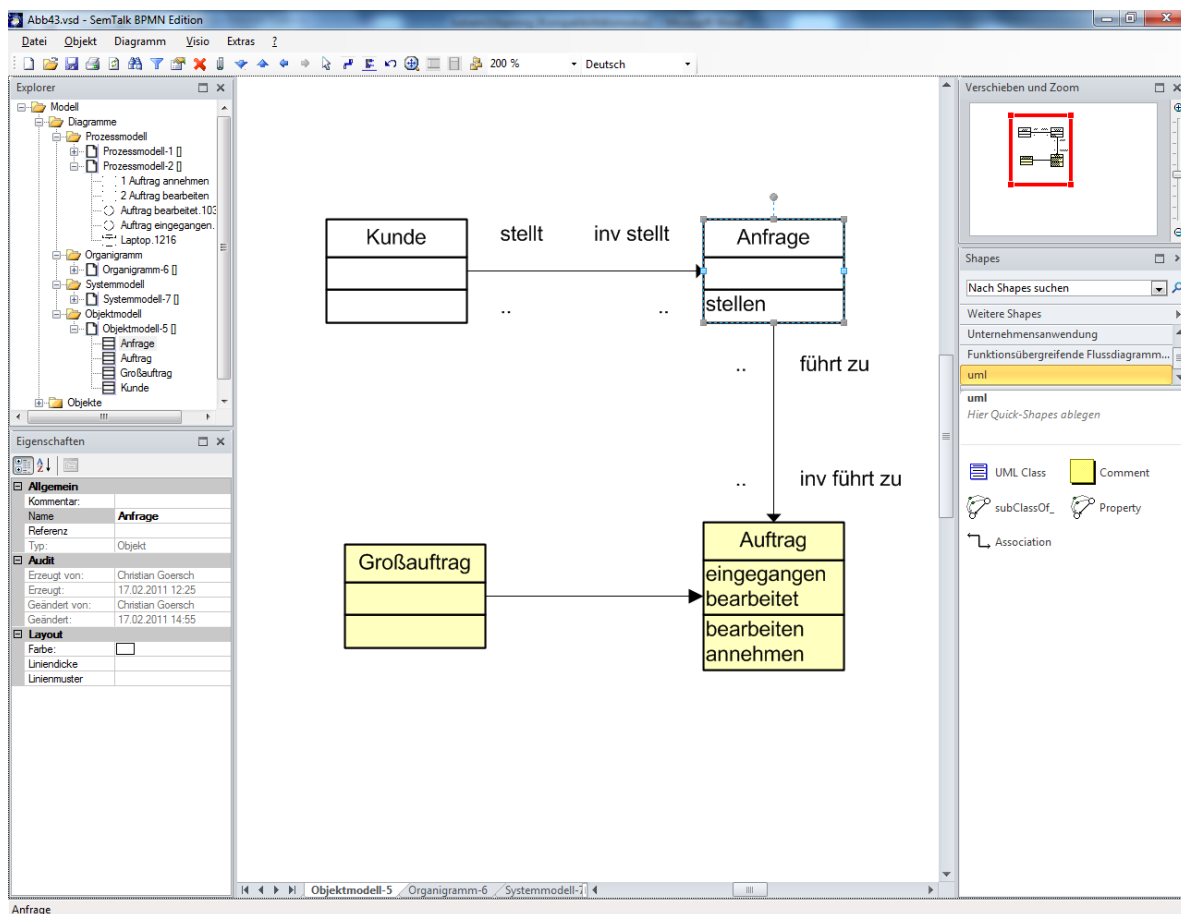 Abb43.vsd - SemTalk BPMN Edition
Datei Objekt Diagramm Visio Extras ?
200 % Deutsch
Explorer
Modell
Diagramme
Prozessmodell
Prozessmodell-1 []
Prozessmodell-2 []
1 Auftrag annehmen
2 Auftrag bearbeiten
Auftrag bearbeitet.103
Auftrag eingegangen.
Laptop.1216
Organigramm
Organigramm-6 []
Systemmodell
Systemmodell-7 []
Objektmodell
Objektmodell-5 []
Anfrage
Auftrag
Großauftrag
Kunde
Objekte
Eigenschaften
Allgemein
Kommentar:
Name Anfrage
Referenz
Typ: Objekt
Audit
Erzeugt von: Christian Goersch
Erzeugt: 17.02.2011 12:25
Geändert von: Christian Goersch
Geändert: 17.02.2011 14:55
Layout
Farbe:
Liniendicke
Linienmuster
Kunde stellt inv stellt Anfrage
.. .. stellen
.. führt zu
.. inv führt zu
Großauftrag
Auftrag
eingegangen
bearbeitet
bearbeiten
annehmen
Objektmodell-5 Organigramm-6 Systemmodell-7
Verschieben und Zoom
Shapes
Nach Shapes suchen
Weitere Shapes
Unternehmensanwendung
Funktionsübergreifende Flussdiagramm...
uml
uml
Hier Quick-Shapes ablegen
UML Class Comment
subClassOf_ Property
Association
Anfrage